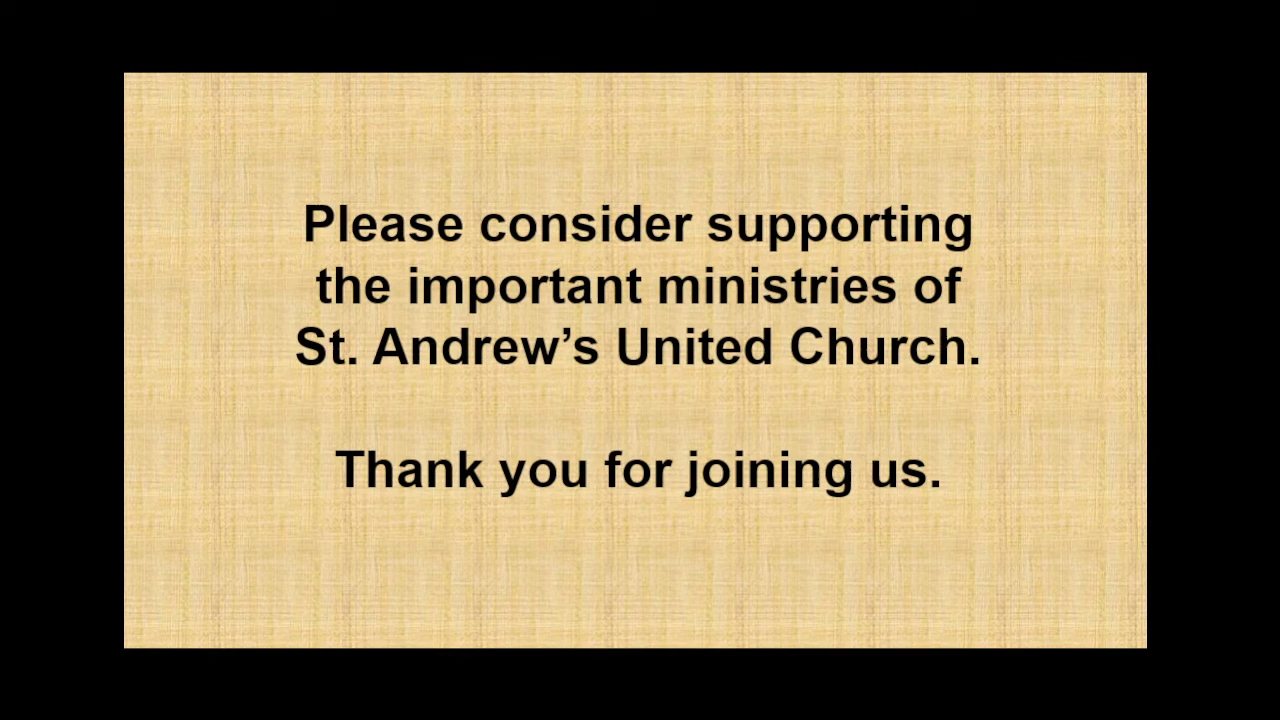 Please consider supporting
the important ministries of
St. Andrew’s United Church.
Thank you for joining us.